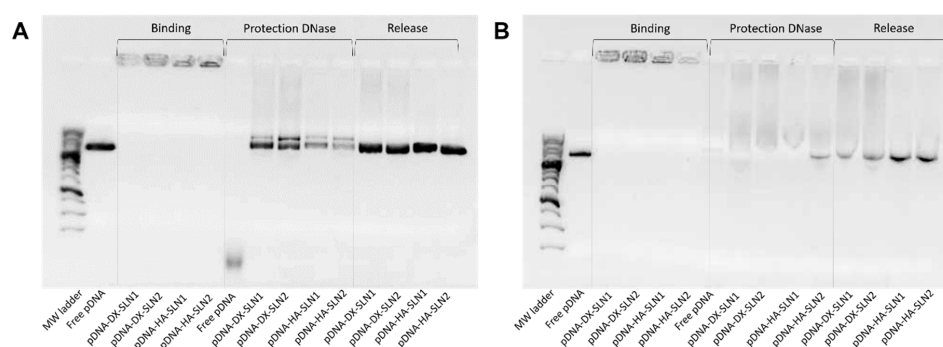 A
Binding
Protection DNase
Release
MW ladder
Free pDNA
pDNA-DX-SLN1
pDNA-DX-SLN2
pDNA-HA-SLN1
pDNA-HA-SLN2
Free pDNA
pDNA-DX-SLN1
pDNA-DX-SLN2
pDNA-HA-SLN1
pDNA-HA-SLN2
pDNA-DX-SLN1
pDNA-DX-SLN2
pDNA-HA-SLN1
pDNA-HA-SLN2
B
Binding
Protection DNase
Release
MW ladder
Free pDNA
pDNA-DX-SLN1
pDNA-DX-SLN2
pDNA-HA-SLN1
pDNA-HA-SLN2
Free pDNA
pDNA-DX-SLN1
pDNA-DX-SLN2
pDNA-HA-SLN1
pDNA-HA-SLN2
pDNA-DX-SLN1
pDNA-DX-SLN2
pDNA-HA-SLN1
pDNA-HA-SLN2